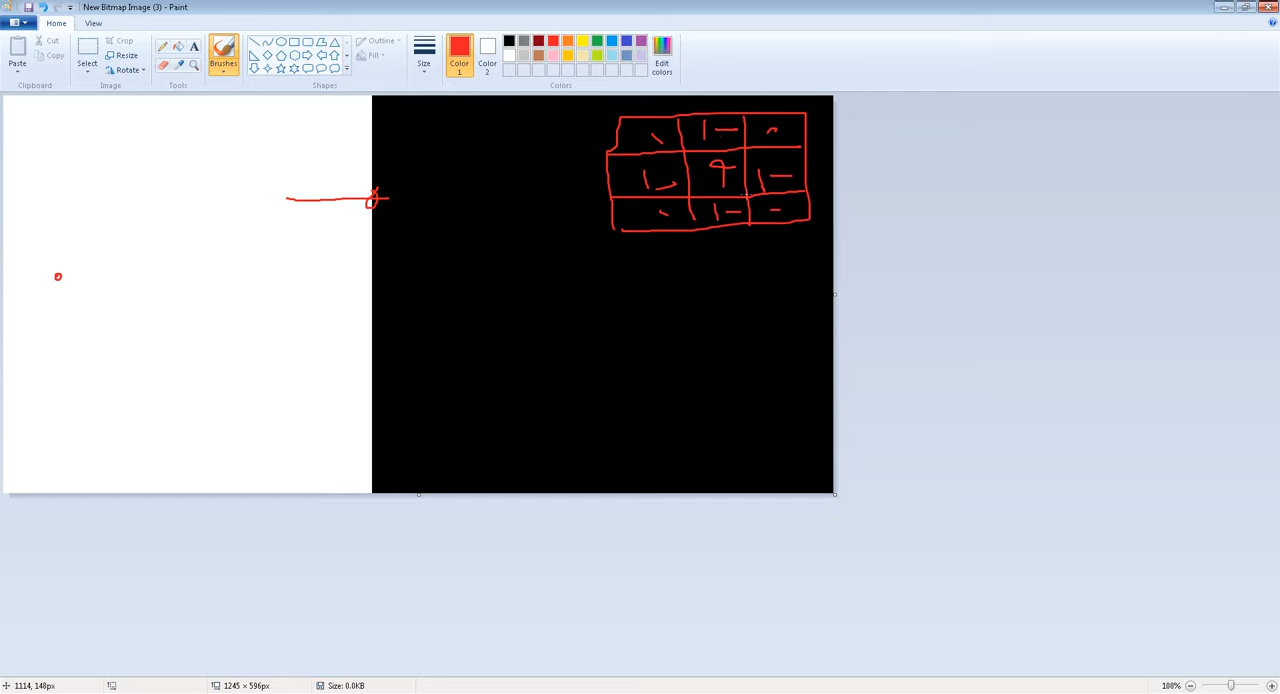 New Bitmap Image (3) - Paint
Home View
Paste
Cut
Copy
Clipboard
Select
Crop
Resize
Rotate
Image
A
Tools
Brushes
Outline
Fill
Shapes
Size
Color 1
Color 2
Edit colors
Colors
1114, 148px
1245 × 596px
Size: 0.0KB
100%